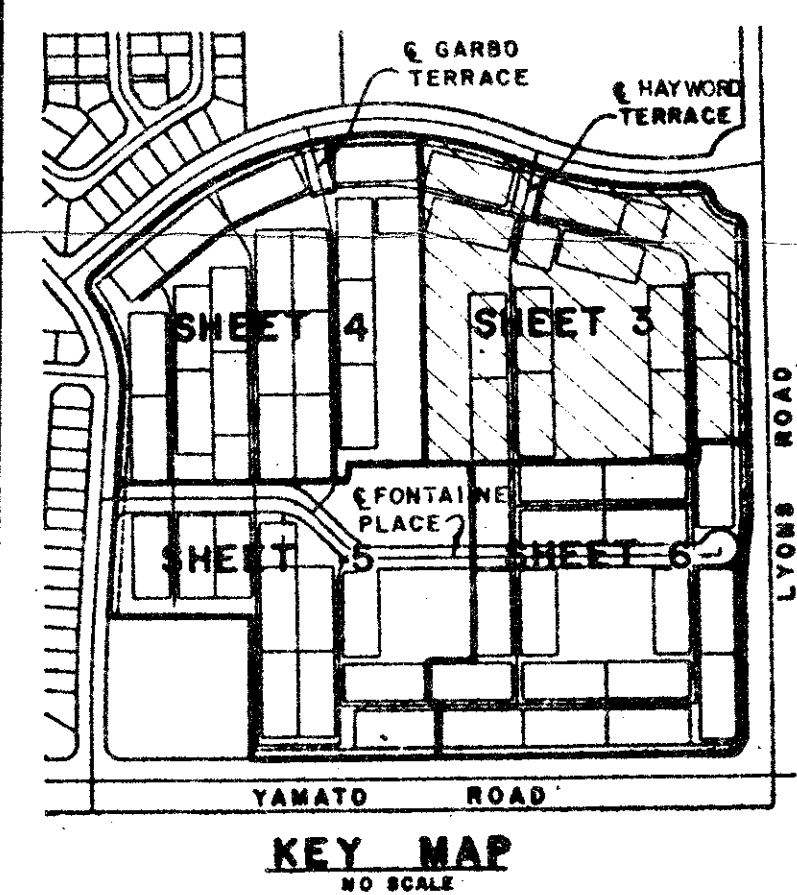 ℄ GARBO
TERRACE
℄ HAYWORD
TERRACE
SHEET 4
SHEET 3
LYONS ROAD
℄ FONTAINE
PLACE
SHEET 5
SHEET 6
YAMATO ROAD
KEY MAP
NO SCALE